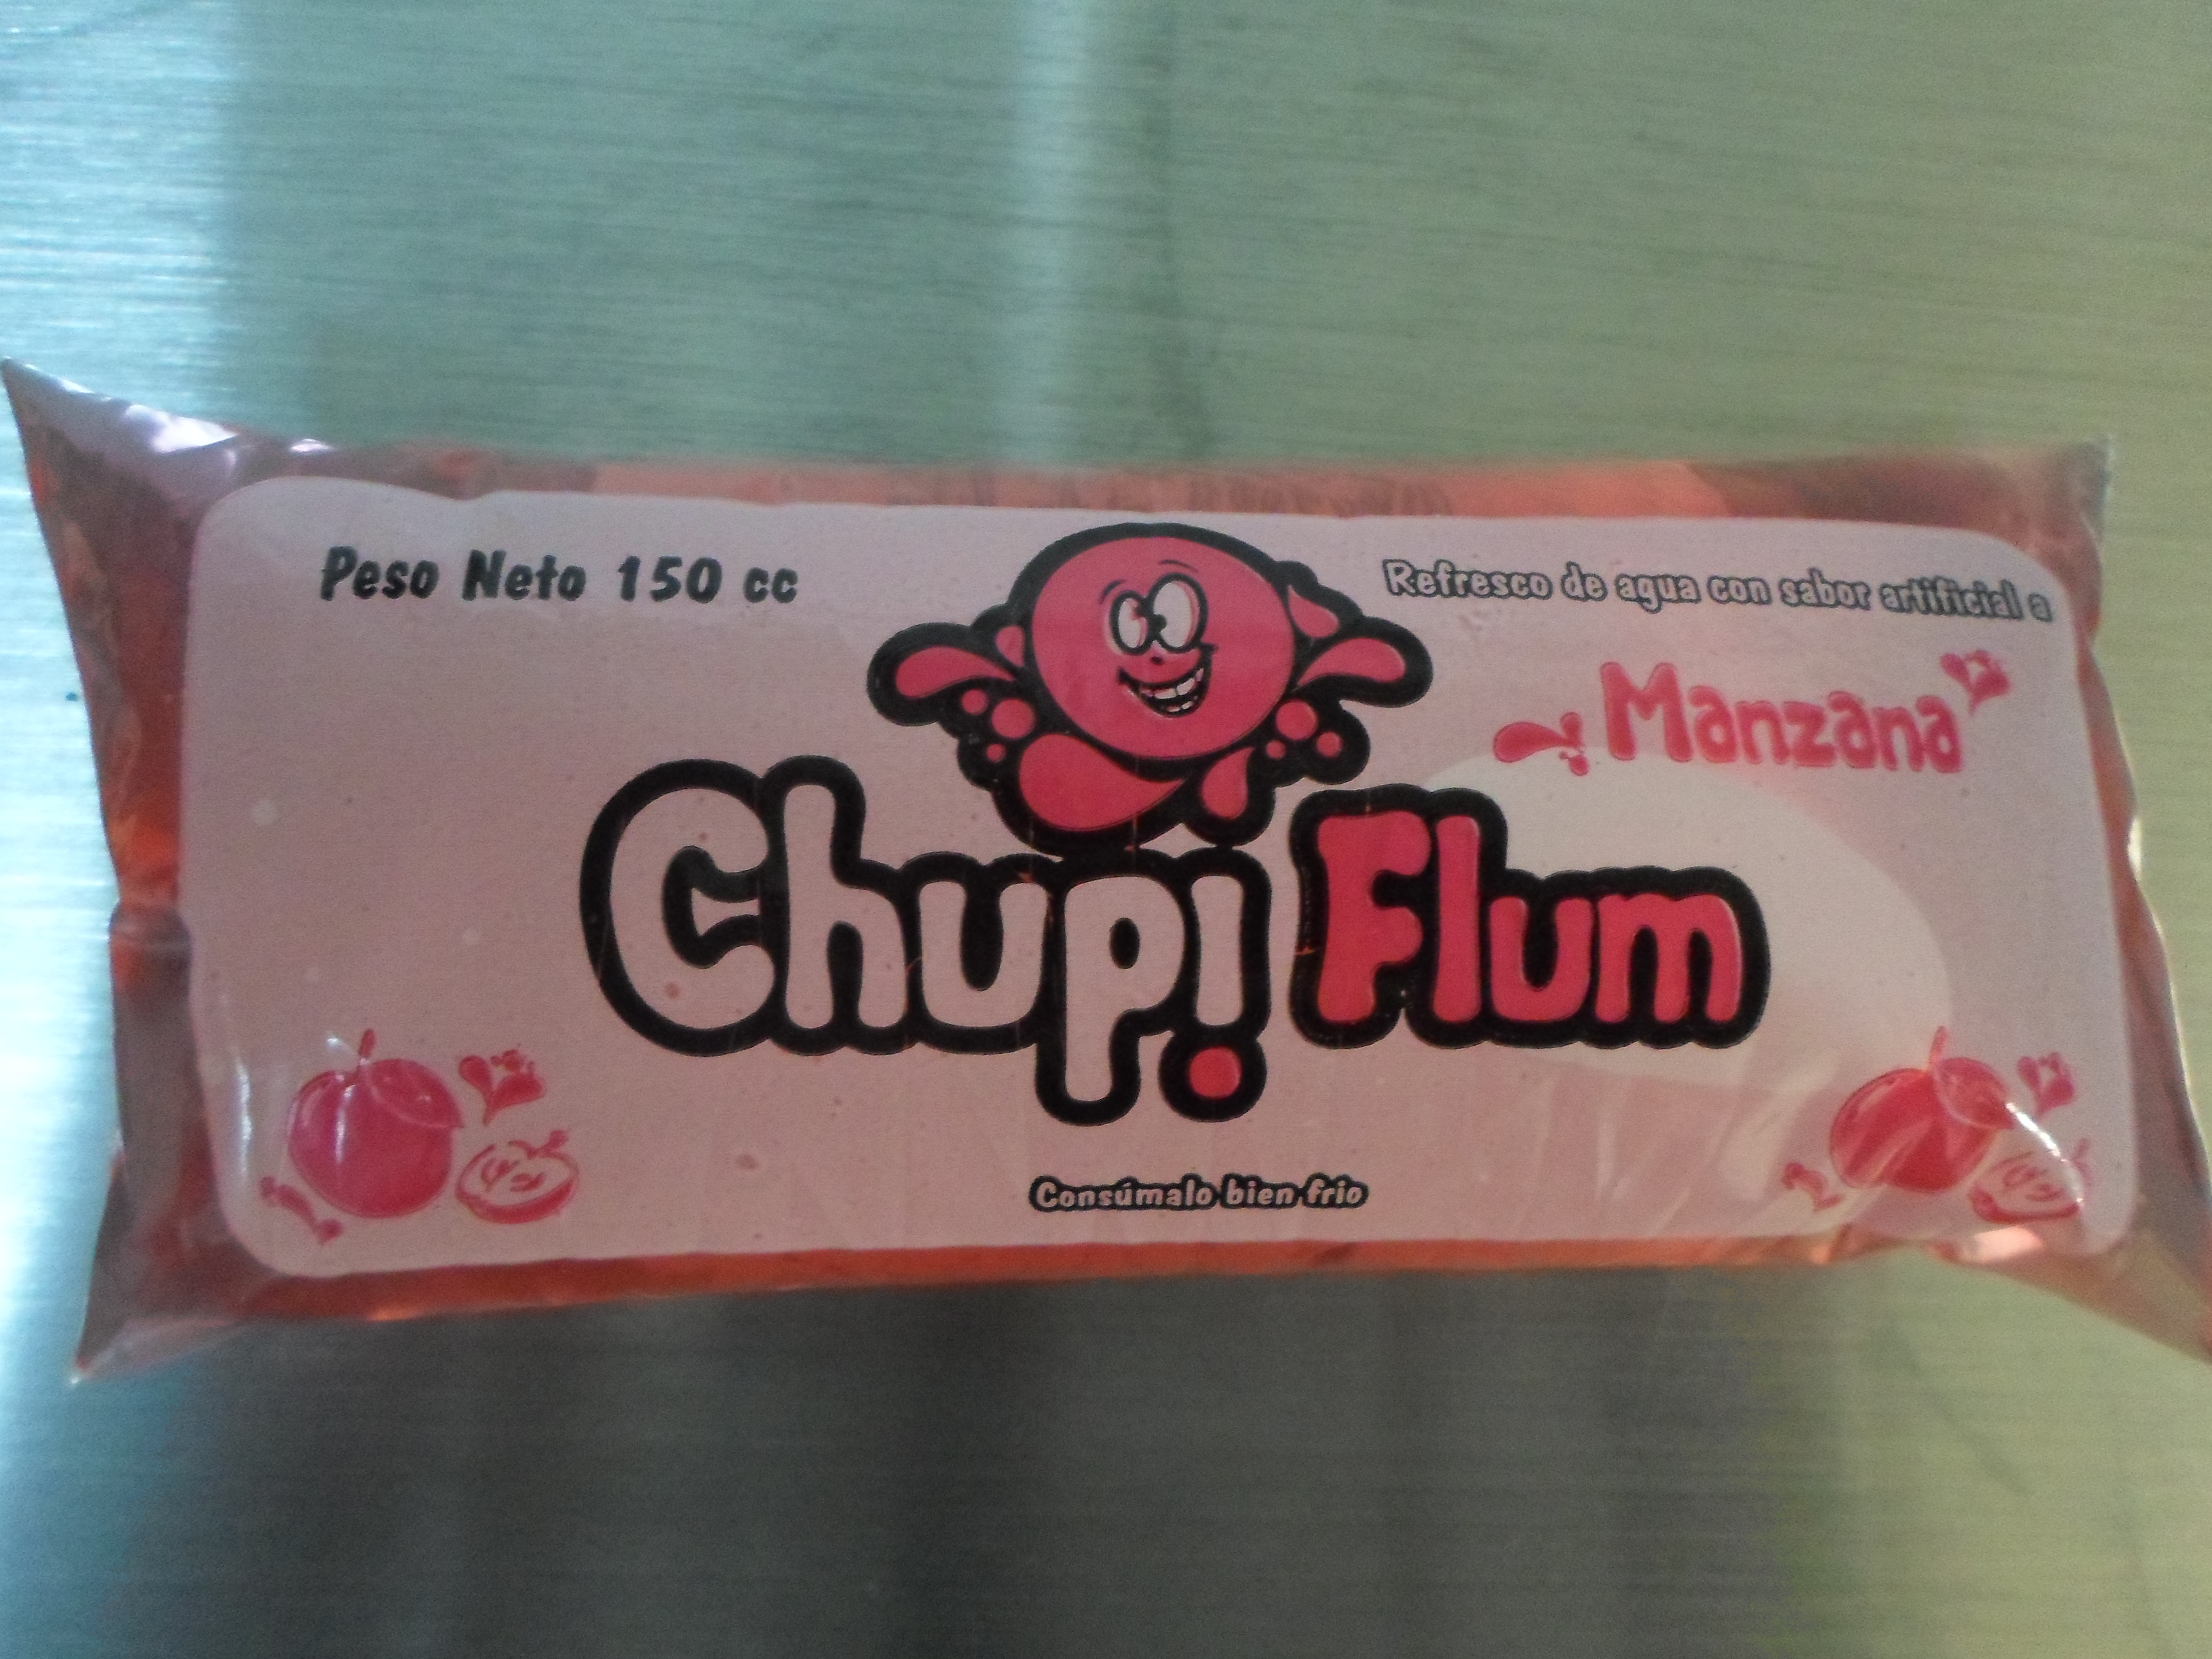 Peso Neto 150 cc
Refresco de agua con sabor artificial a
Manzana
Chup! Flum
Consúmalo bien frio